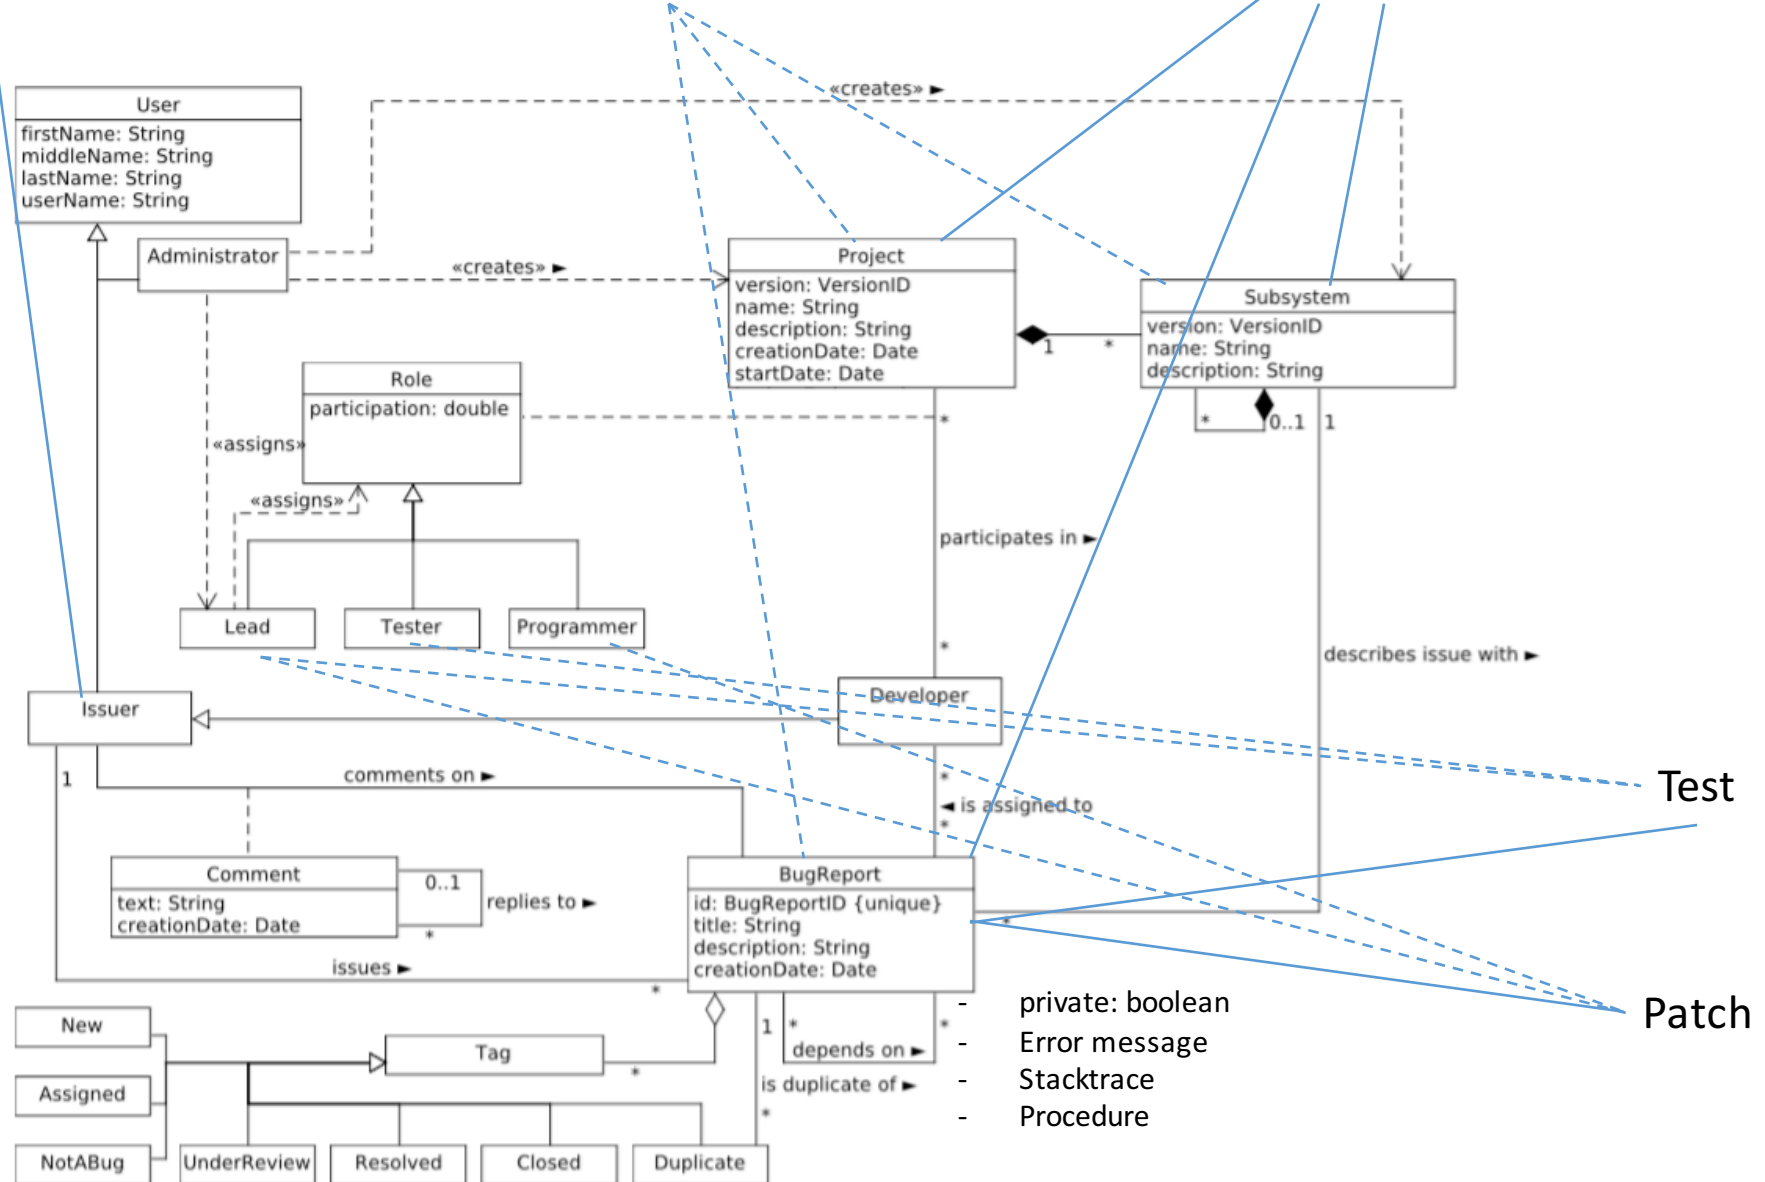 «creates» ►
User
firstName: String
middleName: String
lastName: String
userName: String
Administrator
«creates» ►
Project
version: VersionID
name: String
description: String
creationDate: Date
startDate: Date
Subsystem
version: VersionID
name: String
description: String
1
*
Role
participation: double
*
*
0..1
1
«assigns»
«assigns»
participates in ►
Lead
Tester
Programmer
*
describes issue with ►
Issuer
Developer
1
comments on ►
*
Test
◄ is assigned to
*
Comment
text: String
creationDate: Date
0..1
replies to ►
*
BugReport
id: BugReportID {unique}
title: String
description: String
creationDate: Date
*
issues ►
*
- private: boolean
- Error message
- Stacktrace
- Procedure
Patch
New
Tag
*
1
*
*
depends on ►
is duplicate of ►
*
Assigned
NotABug
UnderReview
Resolved
Closed
Duplicate